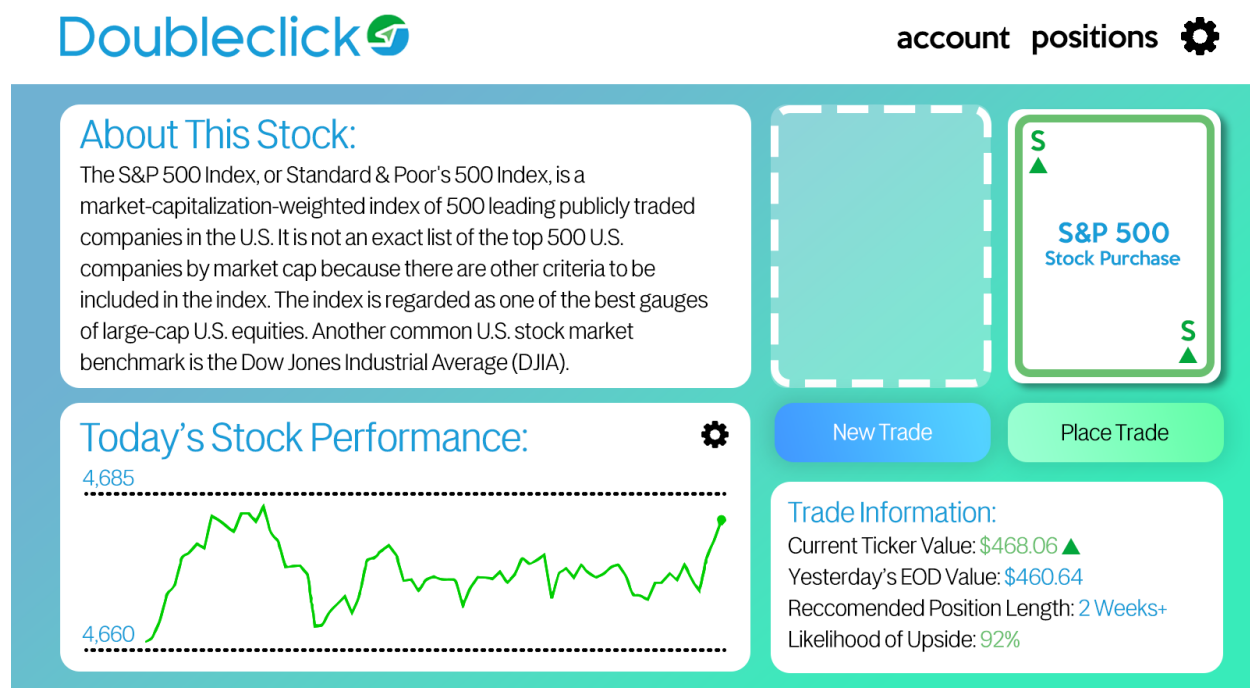 Doubleclick
account positions
About This Stock:
The S&P 500 Index, or Standard & Poor's 500 Index, is a
market-capitalization-weighted index of 500 leading publicly traded
companies in the U.S. It is not an exact list of the top 500 U.S.
companies by market cap because there are other criteria to be
included in the index. The index is regarded as one of the best gauges
of large-cap U.S. equities. Another common U.S. stock market
benchmark is the Dow Jones Industrial Average (DJIA).
S
S&P 500
Stock Purchase
S
Today's Stock Performance:
4,685
4,660
New Trade
Place Trade
Trade Information:
Current Ticker Value: $468.06
Yesterday's EOD Value: $460.64
Reccomended Position Length: 2 Weeks+
Likelihood of Upside: 92%